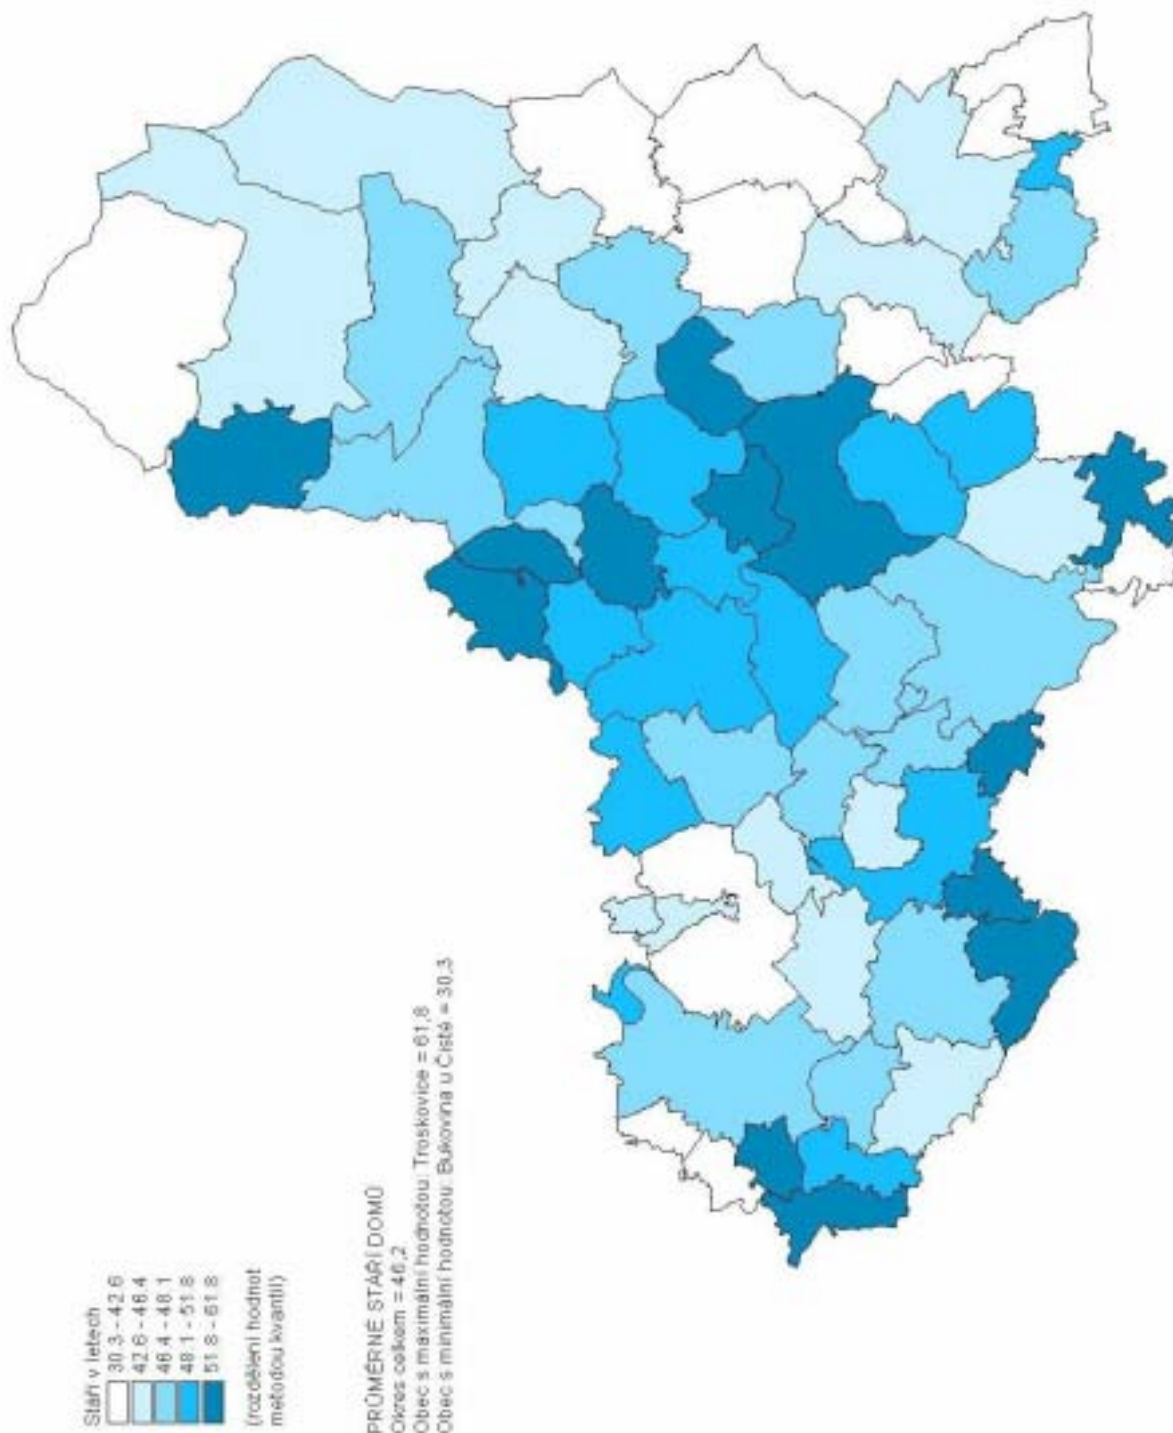 Stáří v letech
30.3 - 42.6
42.6 - 46.4
46.4 - 48.1
48.1 - 51.8
51.8 - 61.8
(rozdělení hodnot
metodou kvantil)
PRŮMĚRNÉ STÁŘÍ DOMŮ
Okres celkem = 46,2
Obec s maximální hodnotou: Troskovice = 61,8
Obec s minimální hodnotou: Bukovina u Čisté = 30,3